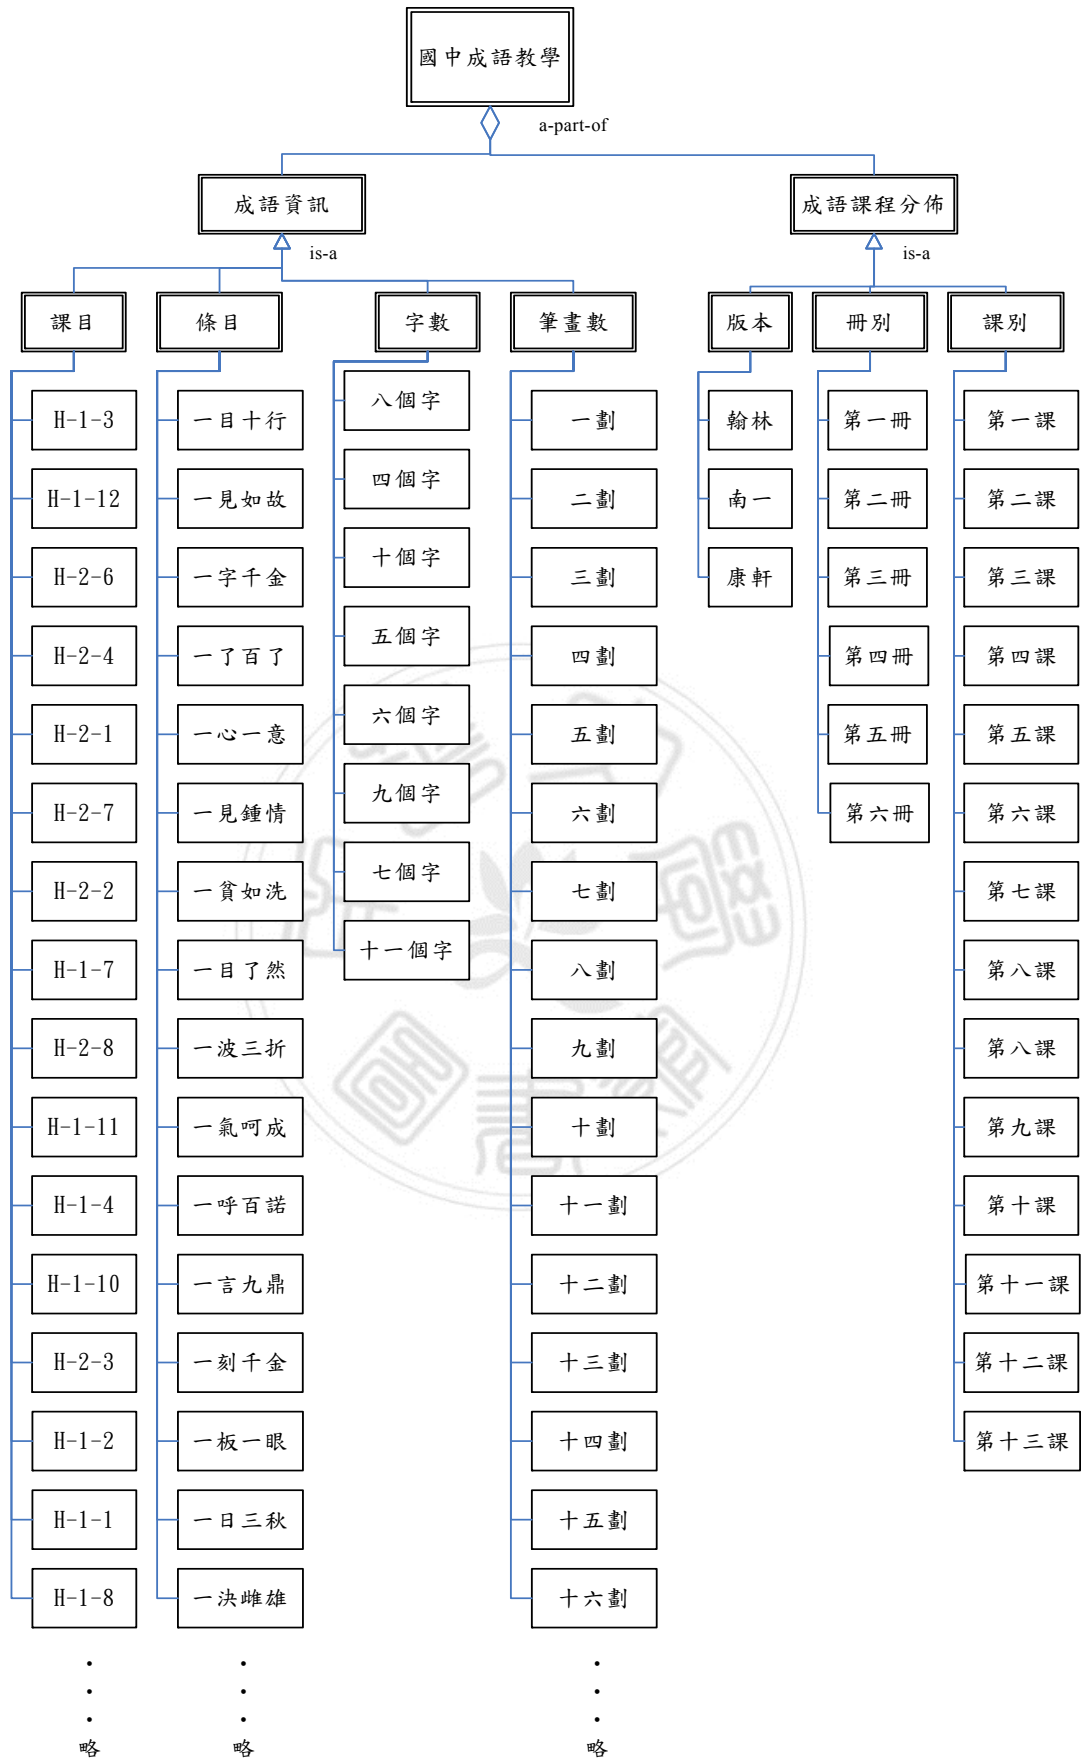 國中成語教學
a-part-of
成語資訊
成語課程分佈
is-a
is-a
課目
條目
字數
筆畫數
版本
冊別
課別
H-1-3
H-1-12
H-2-6
H-2-4
H-2-1
H-2-7
H-2-2
H-1-7
H-2-8
H-1-11
H-1-4
H-1-10
H-2-3
H-1-2
H-1-1
H-1-8
略
一目十行
一見如故
一字千金
一了百了
一心一意
一見鍾情
一貧如洗
一目了然
一波三折
一氣呵成
一呼百諾
一言九鼎
一刻千金
一板一眼
一日三秋
一決雌雄
略
八個字
四個字
十個字
五個字
六個字
九個字
七個字
十一個字
一劃
二劃
三劃
四劃
五劃
六劃
七劃
八劃
九劃
十劃
十一劃
十二劃
十三劃
十四劃
十五劃
十六劃
略
翰林
南一
康軒
第一冊
第二冊
第三冊
第四冊
第五冊
第六冊
第一課
第二課
第三課
第四課
第五課
第六課
第七課
第八課
第八課
第九課
第十課
第十一課
第十二課
第十三課